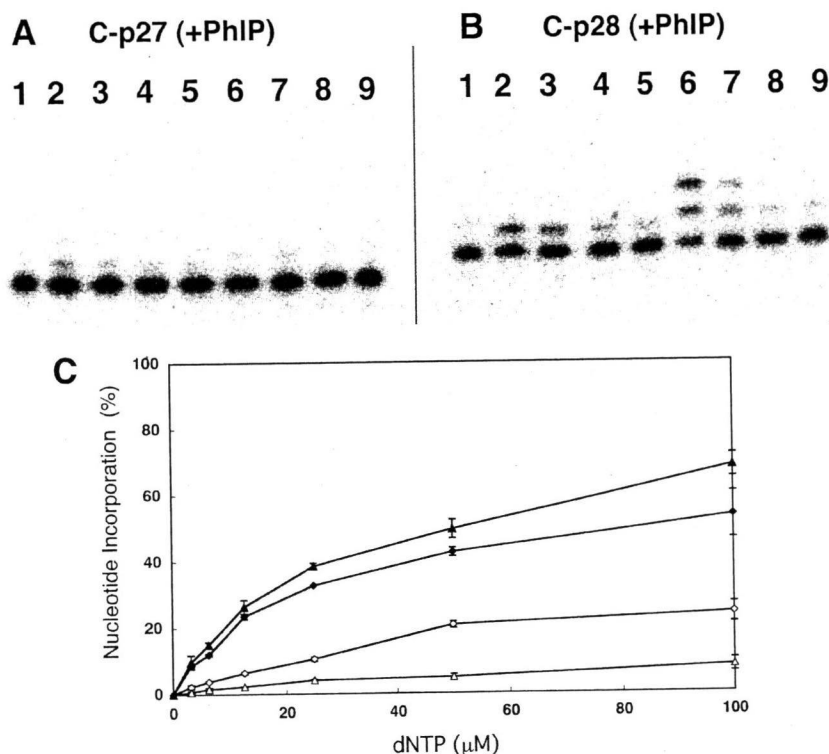 A C-p27 (+PhIP)
B C-p28 (+PhIP)
1 2 3 4 5 6 7 8 9
1 2 3 4 5 6 7 8 9
C
Nucleotide Incorporation (%)
100
80
60
40
20
0
0 20 40 60 80 100
dNTP (μM)